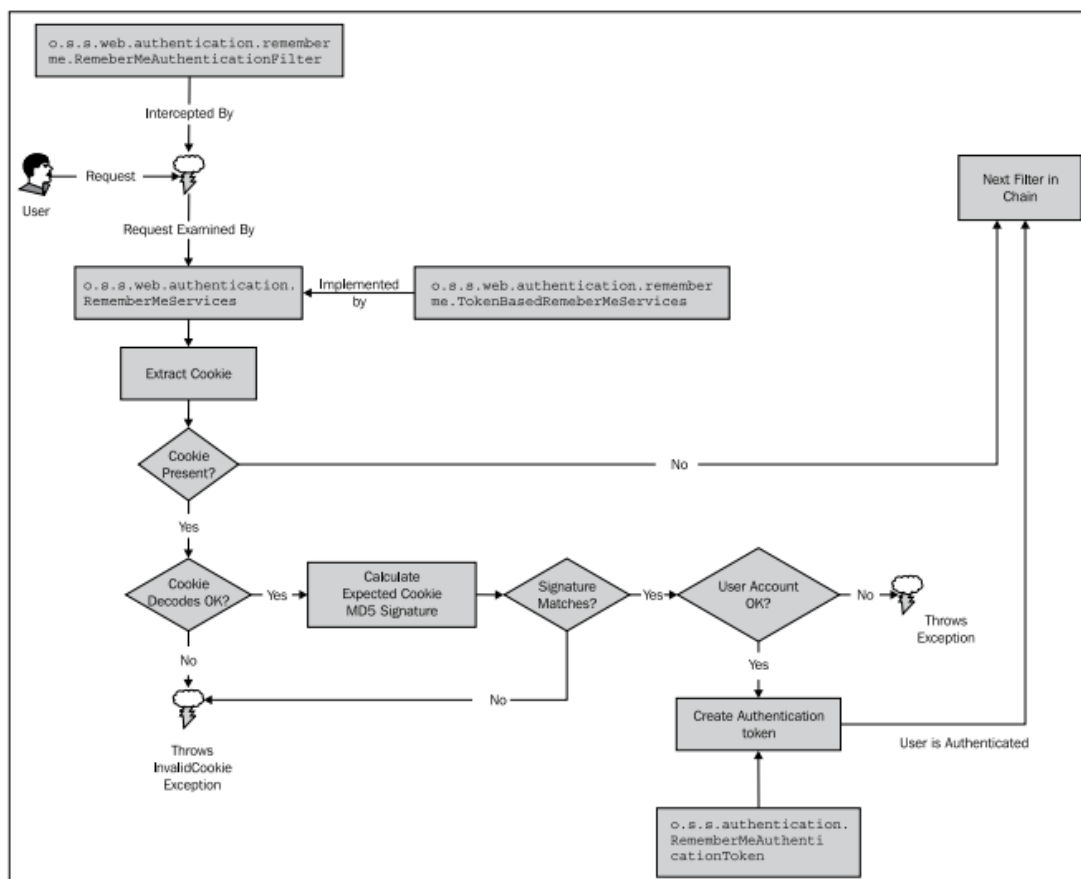 o.s.s.web.authentication.remember
me.RemeberMeAuthenticationFilter
Intercepted By
Request
User
Next Filter in
Chain
Request Examined By
o.s.s.web.authentication.
RememberMeServices
Implemented
by
o.s.s.web.authentication.remember
me.TokenBasedRemeberMeServices
Extract Cookie
Cookie
Present?
No
Yes
Cookie
Decodes OK?
Yes
Calculate
Expected Cookie
MD5 Signature
Signature
Matches?
Yes
User Account
OK?
No
Throws
Exception
No
Yes
No
Throws
InvalidCookie
Exception
Create Authentication
token
User is Authenticated
o.s.s.authentication.
RememberMeAuthenti
cationToken